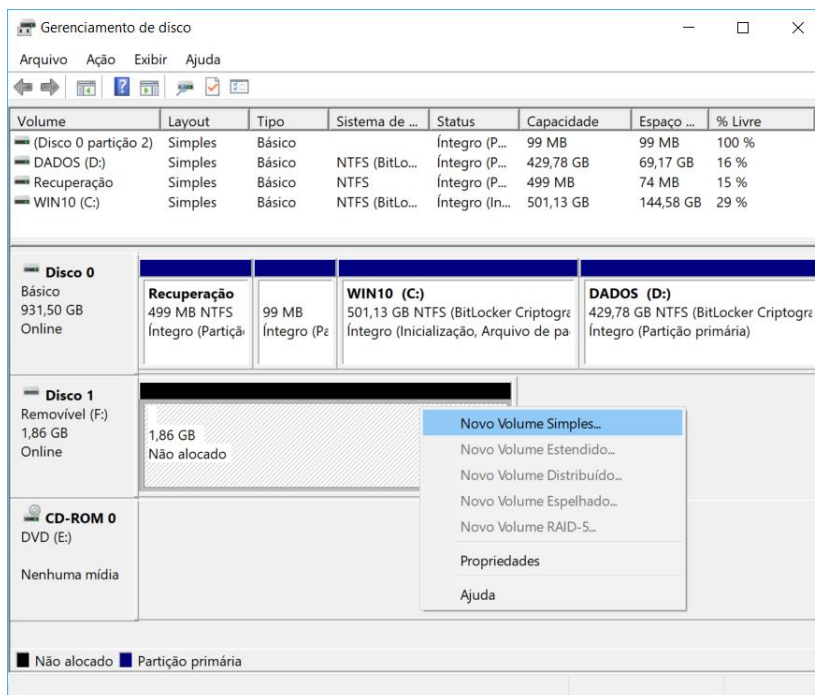 Gerenciamento de disco
Arquivo Ação Exibir Ajuda
Volume Layout Tipo Sistema de ... Status Capacidade Espaço ... % Livre
(Disco 0 partição 2) Simples Básico Íntegro (P... 99 MB 99 MB 100 %
DADOS (D:) Simples Básico NTFS (BitLo... Íntegro (P... 429,78 GB 69,17 GB 16 %
Recuperação Simples Básico NTFS Íntegro (P... 499 MB 74 MB 15 %
WIN10 (C:) Simples Básico NTFS (BitLo... Íntegro (In... 501,13 GB 144,58 GB 29 %
Disco 0
Básico
931,50 GB
Online
Recuperação
499 MB NTFS
Íntegro (Partiçã
99 MB
Íntegro (Pa
WIN10 (C:)
501,13 GB NTFS (BitLocker Criptogra
Íntegro (Inicialização, Arquivo de pa
DADOS (D:)
429,78 GB NTFS (BitLocker Criptogra
Íntegro (Partição primária)
Disco 1
Removível (F:)
1,86 GB
Online
1,86 GB
Não alocado
Novo Volume Simples...
Novo Volume Estendido...
Novo Volume Distribuído...
Novo Volume Espelhado...
Novo Volume RAID-5...
Propriedades
Ajuda
CD-ROM 0
DVD (E:)
Nenhuma mídia
Não alocado Partição primária